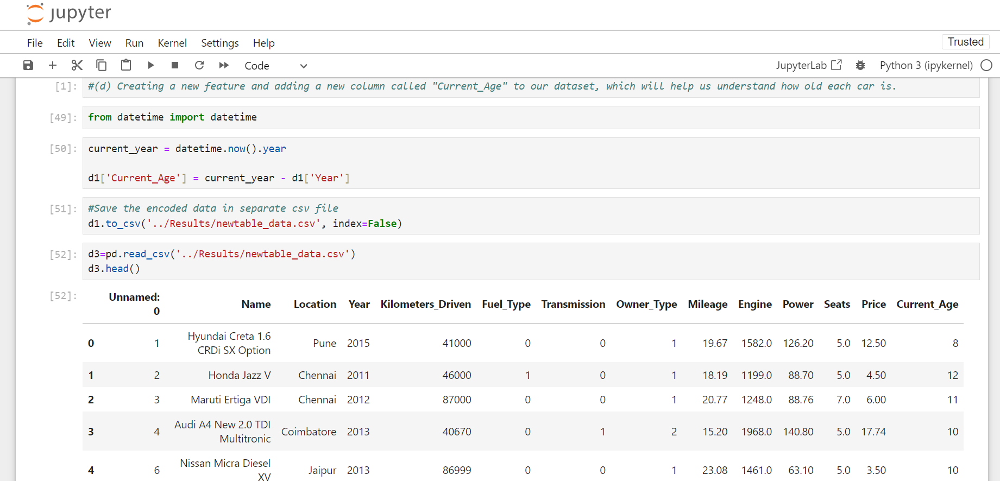 jupyter
File Edit View Run Kernel Settings Help Trusted
Code JupyterLab Python 3 (ipykernel)
[1]: #(d) Creating a new feature and adding a new column called "Current_Age" to our dataset, which will help us understand how old each car is.
[49]: from datetime import datetime
[50]: current_year = datetime.now().year
d1['Current_Age'] = current_year - d1['Year']
[51]: #Save the encoded data in separate csv file
d1.to_csv('../Results/newtable_data.csv', index=False)
[52]: d3=pd.read_csv('../Results/newtable_data.csv')
d3.head()
[52]: Unnamed: 0 Name Location Year Kilometers_Driven Fuel_Type Transmission Owner_Type Mileage Engine Power Seats Price Current_Age
0 1 Hyundai Creta 1.6 CRDi SX Option Pune 2015 41000 0 0 1 19.67 1582.0 126.20 5.0 12.50 8
1 2 Honda Jazz V Chennai 2011 46000 1 0 1 18.19 1199.0 88.70 5.0 4.50 12
2 3 Maruti Ertiga VDI Chennai 2012 87000 0 0 1 20.77 1248.0 88.76 7.0 6.00 11
3 4 Audi A4 New 2.0 TDI Multitronic Coimbatore 2013 40670 0 1 2 15.20 1968.0 140.80 5.0 17.74 10
4 6 Nissan Micra Diesel XV Jaipur 2013 86999 0 0 1 23.08 1461.0 63.10 5.0 3.50 10